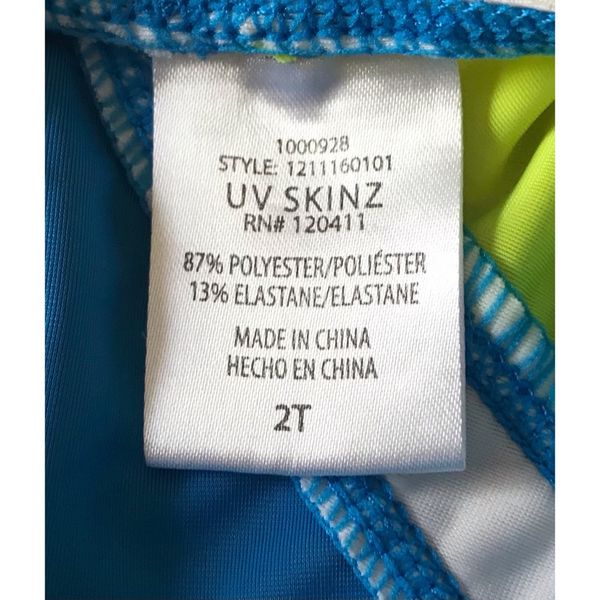 1000928
STYLE: 1211160101
UV SKINZ
RN# 120411
87% POLYESTER/POLIÉSTER
13% ELASTANE/ELASTANE
MADE IN CHINA
HECHO EN CHINA
2T